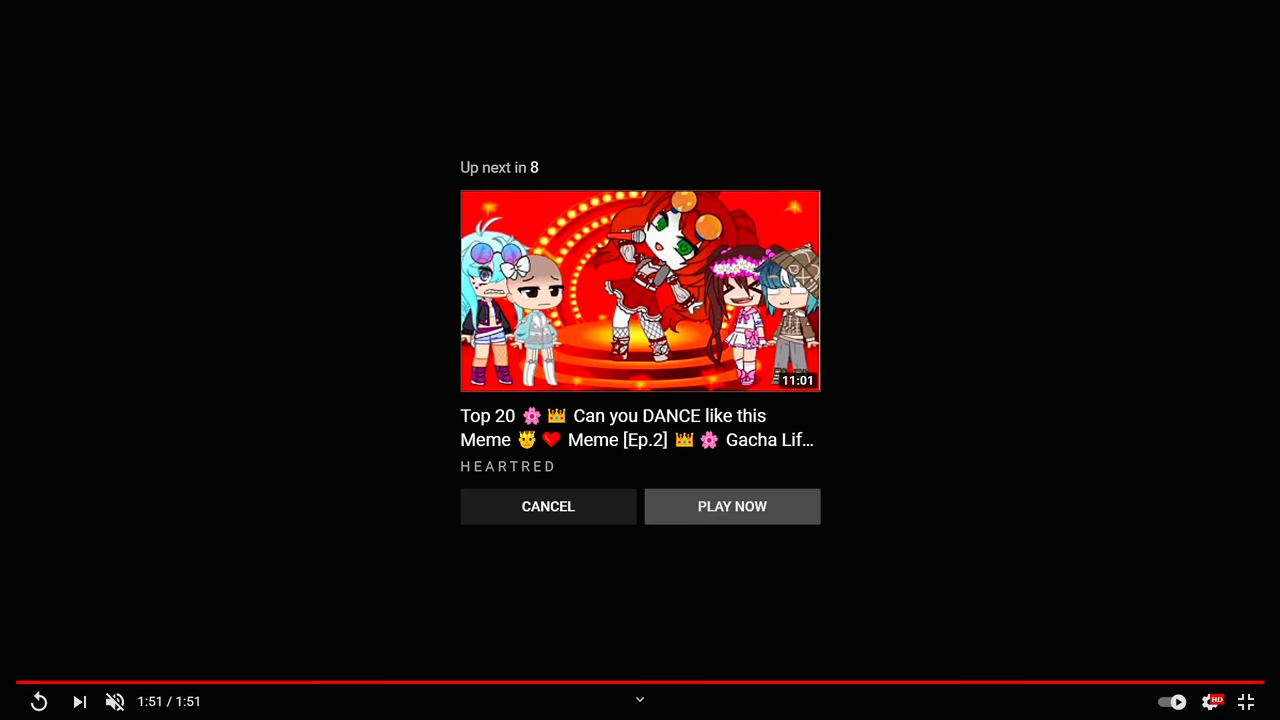 Up next in 8
11:01
Top 20 🌸👑 Can you DANCE like this
Meme 🤴❤️ Meme [Ep.2] 👑🌸 Gacha Lif...
HEARTRED
CANCEL
PLAY NOW
1:51 / 1:51
HD